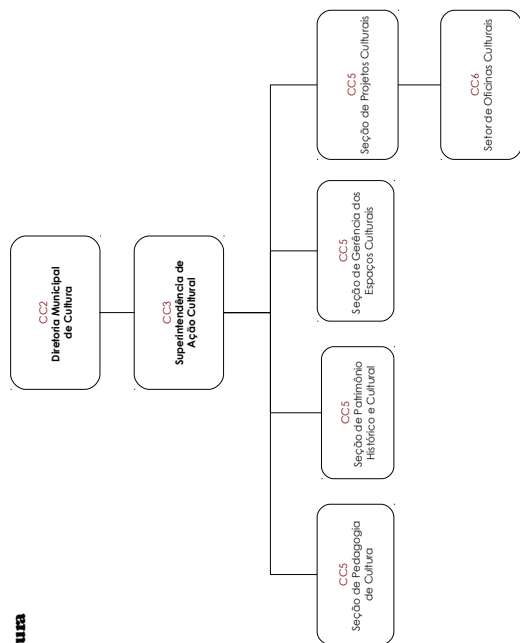 ura
CC2
Diretoria Municipal
de Cultura
CC3
Superintendência de
Ação Cultural
CC5
Seção de Pedagogia
de Cultura
CC5
Seção de Patrimônio
Histórico e Cultural
CC5
Seção de Gerência dos
Espaços Culturais
CC5
Seção de Projetos Culturais
CC6
Setor de Oficinas Culturais